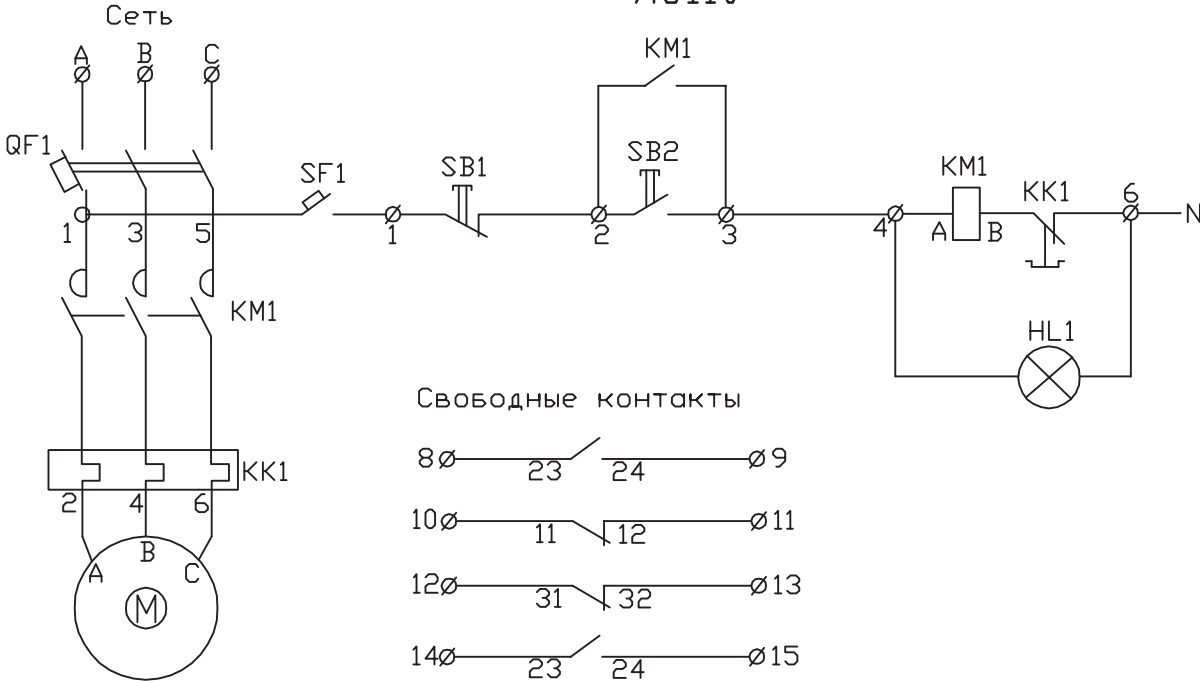 Сеть
A B C
QF1
KM1
SF1 SB1 SB2 KM1 KK1 6
1 3 5 1 2 3 4 A B N
KM1
HL1
Свободные контакты
8 23 24 9
KK1
2 4 6
10 11 12 11
A B C
12 31 32 13
M
14 23 24 15